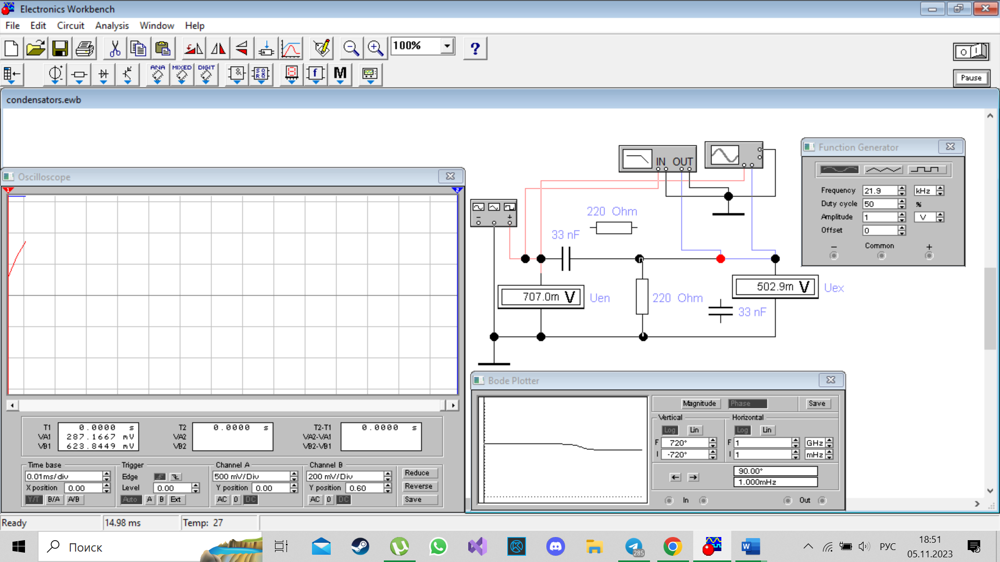 Electronics Workbench
File Edit Circuit Analysis Window Help
100%
?
O I
ANA MIXED DIGIT
&
f
M
Pause
condensators.ewb
Oscilloscope
1 2
T1 0.0000 s
VA1 287.1667 mV
VB1 623.8449 mV
T2 0.0000 s
VA2
VB2
T2-T1 0.0000 s
VA2-VA1
VB2-VB1
Time base
0.01ms/div
X position 0.00
Y/T B/A A/B
Trigger
Edge
Level 0.00
Auto A B Ext
Channel A
500 mV/Div
Y position 0.00
AC 0 DC
Channel B
200 mV/Div
Y position 0.60
AC 0 DC
Reduce
Reverse
Save
IN OUT
220 Ohm
33 nF
707.0m V Uen
220 Ohm
502.9m V Uex
33 nF
Function Generator
Frequency 21.9 kHz
Duty cycle 50 %
Amplitude 1 V
Offset 0
− Common +
Bode Plotter
Magnitude Phase Save
Vertical Horizontal
Log Lin Log Lin
F 720° F 1 GHz
I -720° I 1 mHz
90.00°
1.000mHz
In Out
Ready 14.98 ms Temp: 27
Поиск
285
W
РУС
18:51
05.11.2023